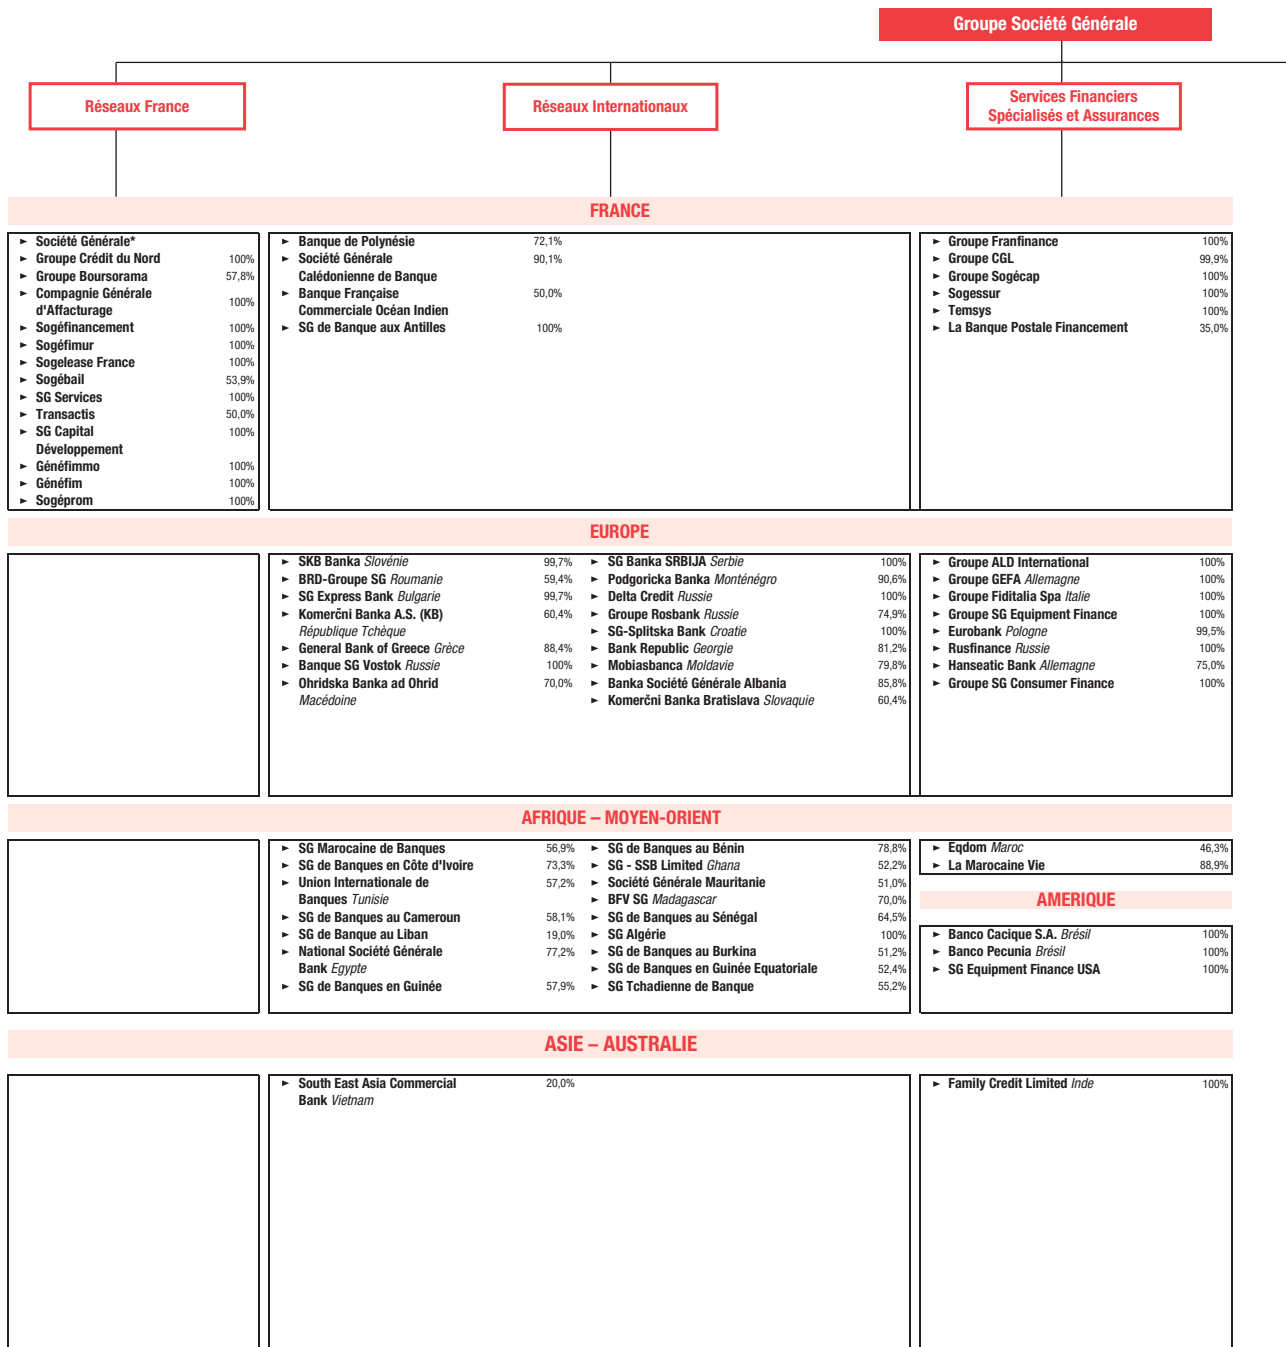 Groupe Société Générale
Réseaux France
Réseaux Internationaux
Services Financiers
Spécialisés et Assurances
FRANCE
► Société Générale*
► Groupe Crédit du Nord 100%
► Groupe Boursorama 57,8%
► Compagnie Générale
d'Affacturage 100%
► Sogéfinancement 100%
► Sogéfimur 100%
► Sogelease France 100%
► Sogébail 53,9%
► SG Services 100%
► Transactis 50,0%
► SG Capital 100%
Développement
► Généfimmo 100%
► Généfim 100%
► Sogéprom 100%
► Banque de Polynésie 72,1%
► Société Générale 90,1%
Calédonienne de Banque
► Banque Française 50,0%
Commerciale Océan Indien
► SG de Banque aux Antilles 100%
► Groupe Franfinance 100%
► Groupe CGL 99,9%
► Groupe Sogécap 100%
► Sogessur 100%
► Temsys 100%
► La Banque Postale Financement 35,0%
EUROPE
► SKB Banka Slovénie 99,7%
► BRD-Groupe SG Roumanie 59,4%
► SG Express Bank Bulgarie 99,7%
► Komerčni Banka A.S. (KB) 60,4%
République Tchèque
► General Bank of Greece Grèce 88,4%
► Banque SG Vostok Russie 100%
► Ohridska Banka ad Ohrid 70,0%
Macédoine
► SG Banka SRBIJA Serbie 100%
► Podgoricka Banka Monténégro 90,6%
► Delta Credit Russie 100%
► Groupe Rosbank Russie 74,9%
► SG-Splitska Bank Croatie 100%
► Bank Republic Georgie 81,2%
► Mobiasbanca Moldavie 79,8%
► Banka Société Générale Albania 85,8%
► Komerčni Banka Bratislava Slovaquie 60,4%
► Groupe ALD International 100%
► Groupe GEFA Allemagne 100%
► Groupe Fiditalia Spa Italie 100%
► Groupe SG Equipment Finance 100%
► Eurobank Pologne 99,5%
► Rusfinance Russie 100%
► Hanseatic Bank Allemagne 75,0%
► Groupe SG Consumer Finance 100%
AFRIQUE – MOYEN-ORIENT
► SG Marocaine de Banques 56,9%
► SG de Banques en Côte d'Ivoire 73,3%
► Union Internationale de 57,2%
Banques Tunisie
► SG de Banques au Cameroun 58,1%
► SG de Banque au Liban 19,0%
► National Société Générale 77,2%
Bank Egypte
► SG de Banques en Guinée 57,9%
► SG de Banques au Bénin 78,8%
► SG - SSB Limited Ghana 52,2%
► Société Générale Mauritanie 51,0%
► BFV SG Madagascar 70,0%
► SG de Banques au Sénégal 64,5%
► SG Algérie 100%
► SG de Banques au Burkina 51,2%
► SG de Banques en Guinée Equatoriale 52,4%
► SG Tchadienne de Banque 55,2%
► Eqdom Maroc 46,3%
► La Marocaine Vie 88,9%
AMERIQUE
► Banco Cacique S.A. Brésil 100%
► Banco Pecunia Brésil 100%
► SG Equipment Finance USA 100%
ASIE – AUSTRALIE
► South East Asia Commercial 20,0%
Bank Vietnam
► Family Credit Limited Inde 100%